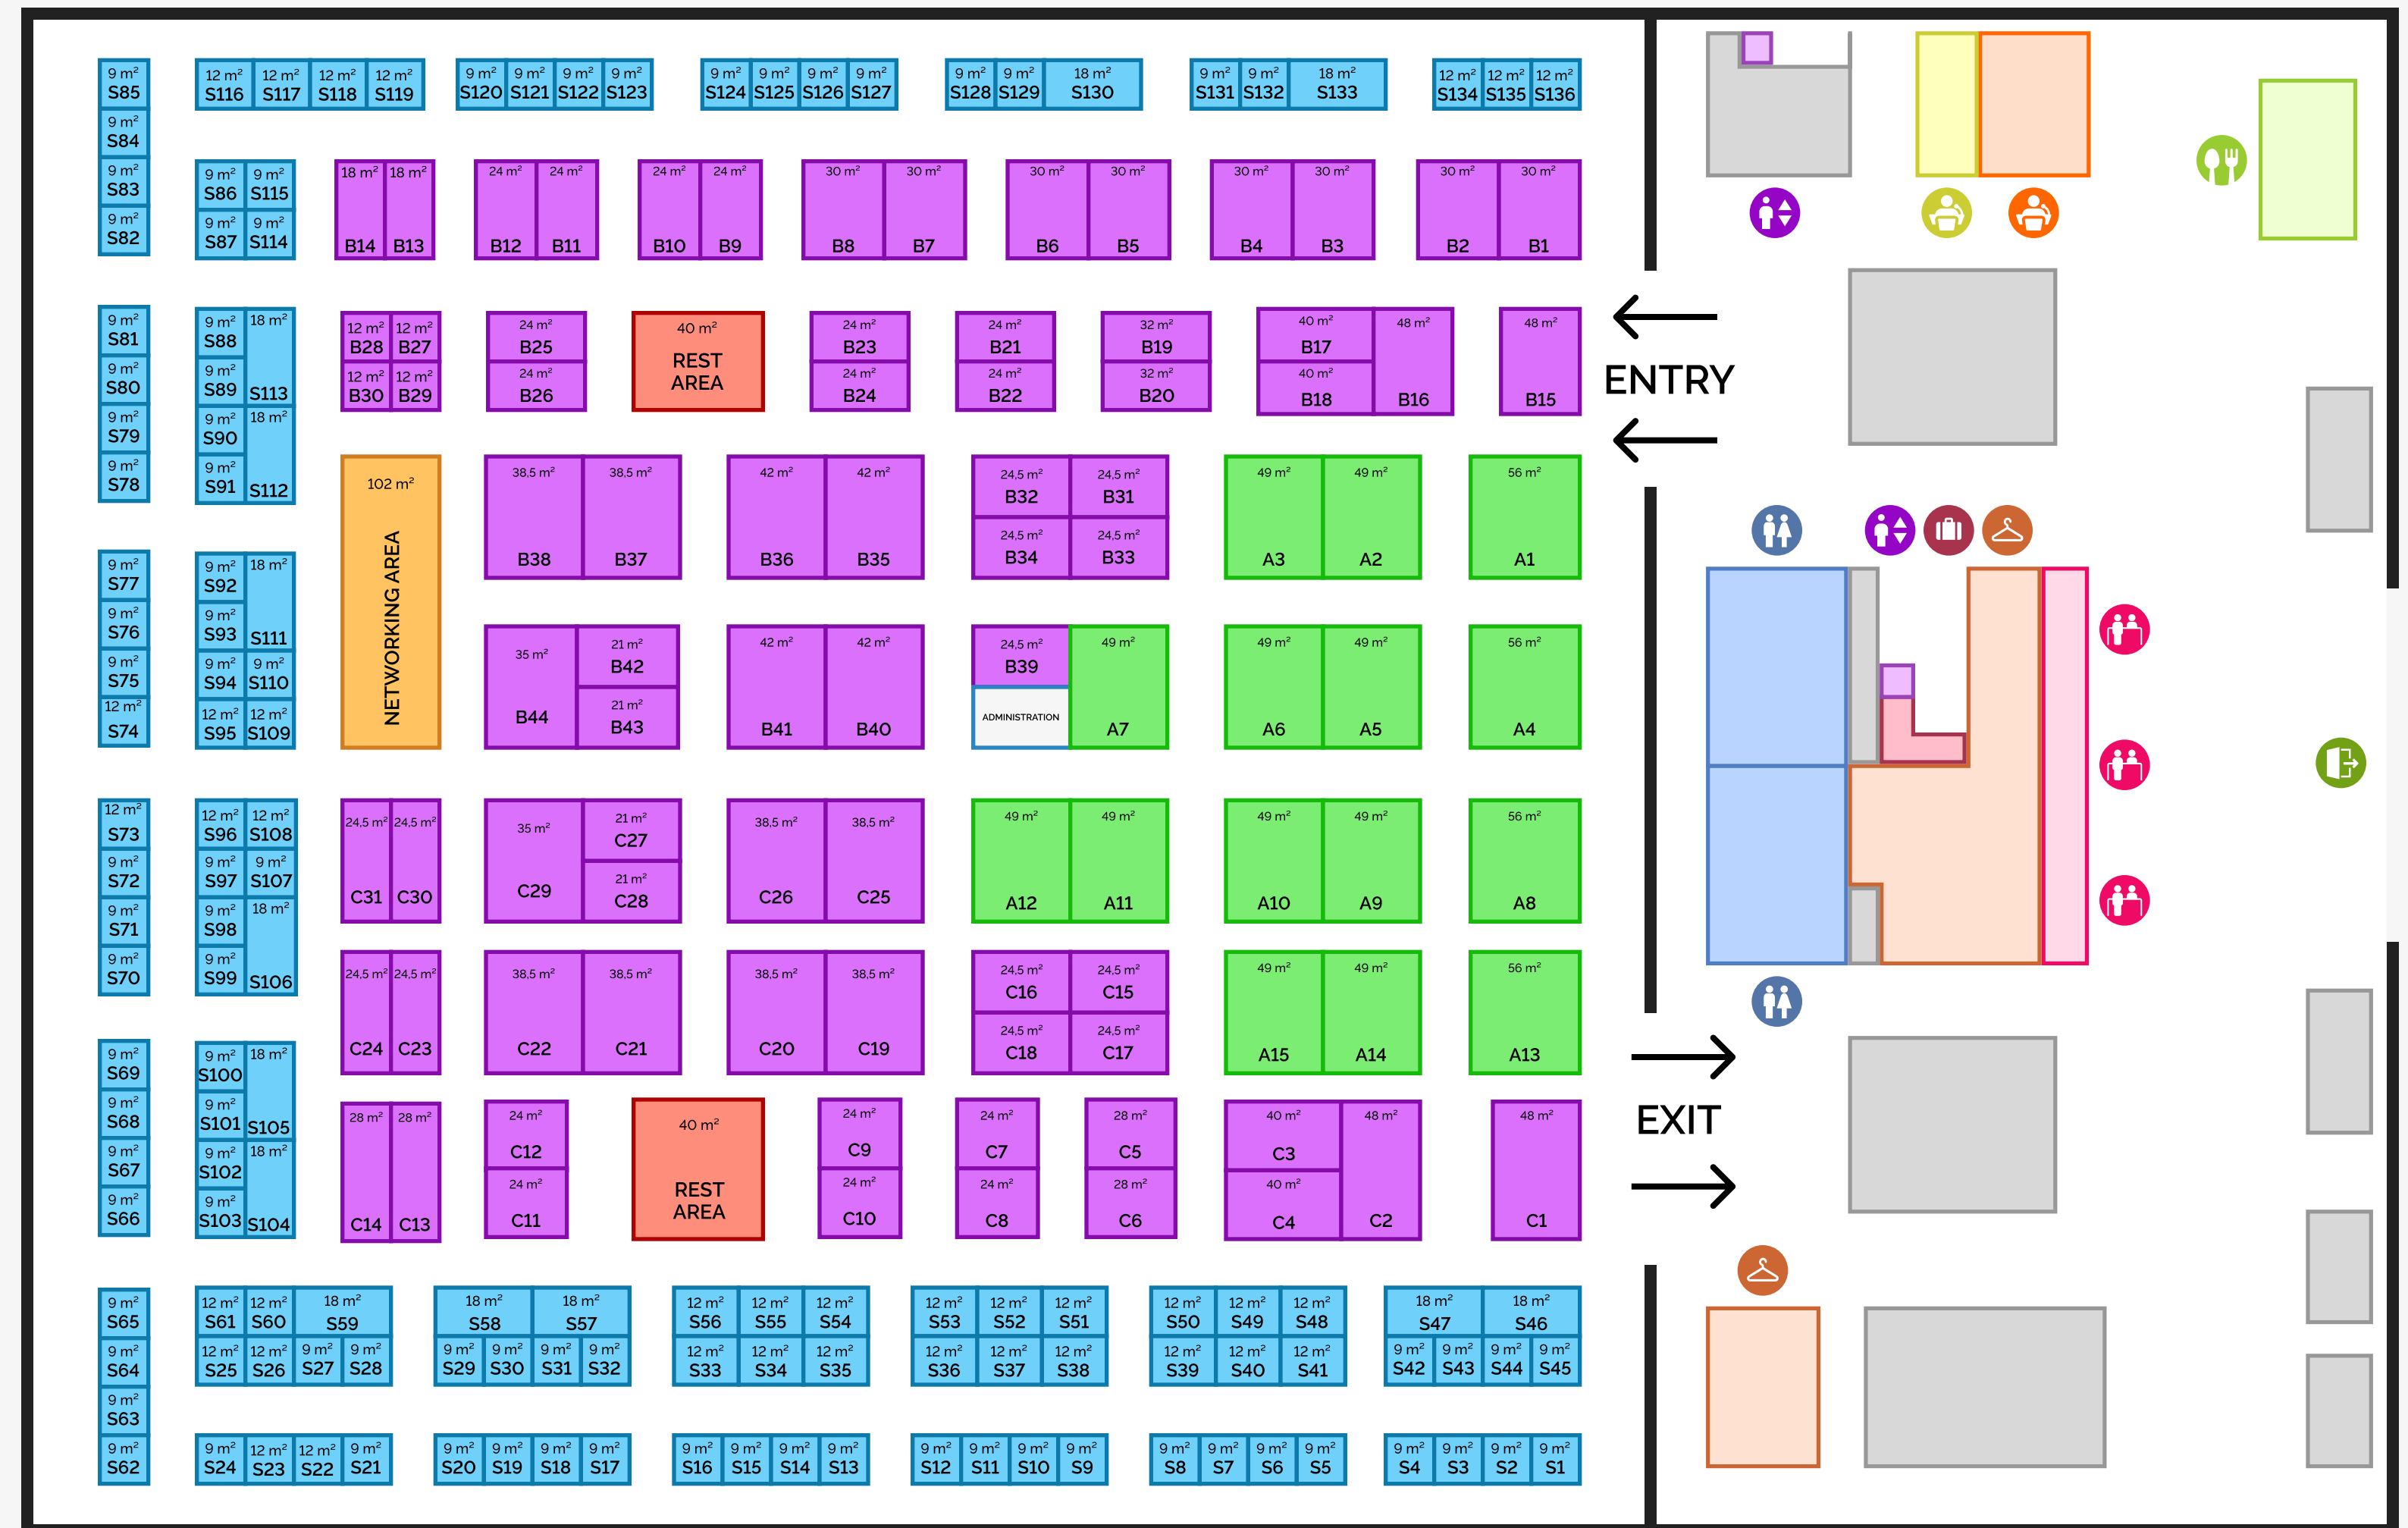 9 m²
S85
9 m²
S84
9 m²
S83
9 m²
S82
12 m² 12 m² 12 m² 12 m²
S116 S117 S118 S119
9 m² 9 m² 9 m² 9 m²
S120 S121 S122 S123
9 m² 9 m² 9 m² 9 m²
S124 S125 S126 S127
9 m² 9 m² 18 m²
S128 S129 S130
9 m² 9 m² 18 m²
S131 S132 S133
12 m² 12 m² 12 m²
S134 S135 S136
9 m² 9 m²
S86 S115
9 m² 9 m²
S87 S114
18 m² 18 m²
B14 B13
24 m² 24 m²
B12 B11
24 m² 24 m²
B10 B9
30 m² 30 m²
B8 B7
30 m² 30 m²
B6 B5
30 m² 30 m²
B4 B3
30 m² 30 m²
B2 B1
9 m²
S81
9 m²
S80
9 m²
S79
9 m²
S78
9 m² 18 m²
S88
9 m²
S89 S113
9 m² 18 m²
S90
9 m²
S91 S112
12 m² 12 m²
B28 B27
12 m² 12 m²
B30 B29
24 m²
B25
24 m²
B26
40 m²
REST
AREA
24 m²
B23
24 m²
B24
24 m²
B21
24 m²
B22
32 m²
B19
32 m²
B20
40 m² 48 m²
B17
40 m²
B18 B16
48 m²
B15
ENTRY
102 m²
NETWORKING AREA
38,5 m² 38,5 m²
B38 B37
42 m² 42 m²
B36 B35
24,5 m² 24,5 m²
B32 B31
24,5 m² 24,5 m²
B34 B33
49 m² 49 m²
A3 A2
56 m²
A1
9 m²
S77
9 m²
S76
9 m²
S75
12 m²
S74
9 m² 18 m²
S92
9 m²
S93 S111
9 m² 9 m²
S94 S110
12 m² 12 m²
S95 S109
35 m² 21 m²
B42
21 m²
B44 B43
42 m² 42 m²
B41 B40
24,5 m² 49 m²
B39
ADMINISTRATION
A7
49 m² 49 m²
A6 A5
56 m²
A4
12 m²
S73
9 m²
S72
9 m²
S71
9 m²
S70
12 m² 12 m²
S96 S108
9 m² 9 m²
S97 S107
9 m² 18 m²
S98
9 m²
S99 S106
24,5 m² 24,5 m²
C31 C30
35 m² 21 m²
C27
21 m²
C29 C28
38,5 m² 38,5 m²
C26 C25
49 m² 49 m²
A12 A11
49 m² 49 m²
A10 A9
56 m²
A8
24,5 m² 24,5 m²
C24 C23
38,5 m² 38,5 m²
C22 C21
38,5 m² 38,5 m²
C20 C19
24,5 m² 24,5 m²
C16 C15
24,5 m² 24,5 m²
C18 C17
49 m² 49 m²
A15 A14
56 m²
A13
9 m²
S69
9 m²
S68
9 m²
S67
9 m²
S66
9 m² 18 m²
S100
9 m²
S101 S105
9 m² 18 m²
S102
9 m²
S103 S104
28 m² 28 m²
C14 C13
24 m²
C12
24 m²
C11
40 m²
REST
AREA
24 m²
C9
24 m²
C10
24 m²
C7
24 m²
C8
28 m²
C5
28 m²
C6
40 m² 48 m²
C3
40 m²
C4 C2
48 m²
C1
EXIT
9 m²
S65
9 m²
S64
9 m²
S63
9 m²
S62
12 m² 12 m² 18 m²
S61 S60 S59
12 m² 12 m² 9 m² 9 m²
S25 S26 S27 S28
18 m² 18 m²
S58 S57
9 m² 9 m² 9 m² 9 m²
S29 S30 S31 S32
12 m² 12 m² 12 m²
S56 S55 S54
12 m² 12 m² 12 m²
S33 S34 S35
12 m² 12 m² 12 m²
S53 S52 S51
12 m² 12 m² 12 m²
S36 S37 S38
12 m² 12 m² 12 m²
S50 S49 S48
12 m² 12 m² 12 m²
S39 S40 S41
18 m² 18 m²
S47 S46
9 m² 9 m² 9 m² 9 m²
S42 S43 S44 S45
9 m² 12 m² 12 m² 9 m²
S24 S23 S22 S21
9 m² 9 m² 9 m² 9 m²
S20 S19 S18 S17
9 m² 9 m² 9 m² 9 m²
S16 S15 S14 S13
9 m² 9 m² 9 m² 9 m²
S12 S11 S10 S9
9 m² 9 m² 9 m² 9 m²
S8 S7 S6 S5
9 m² 9 m² 9 m² 9 m²
S4 S3 S2 S1